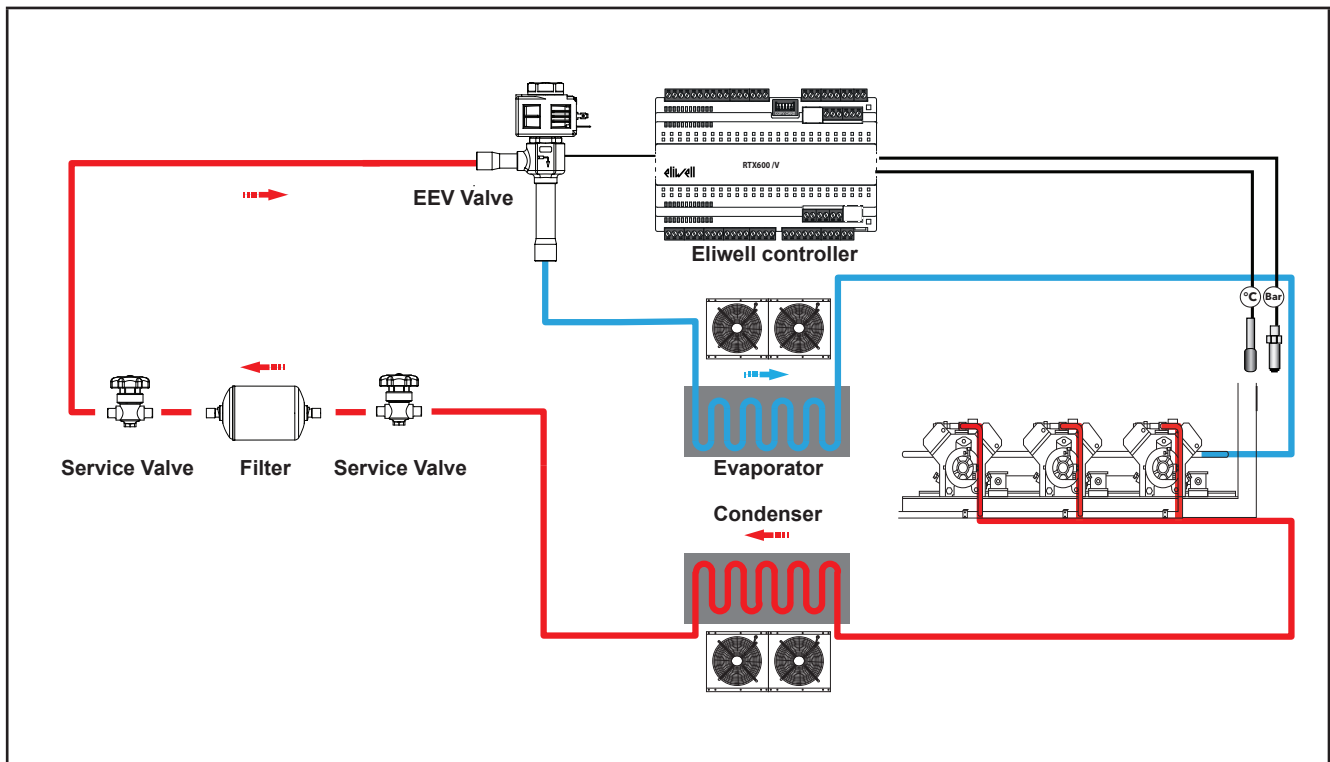 RTX600 /V
eliwell
EEV Valve
Eliwell controller
°C
Bar
Service Valve
Filter
Service Valve
Evaporator
Condenser